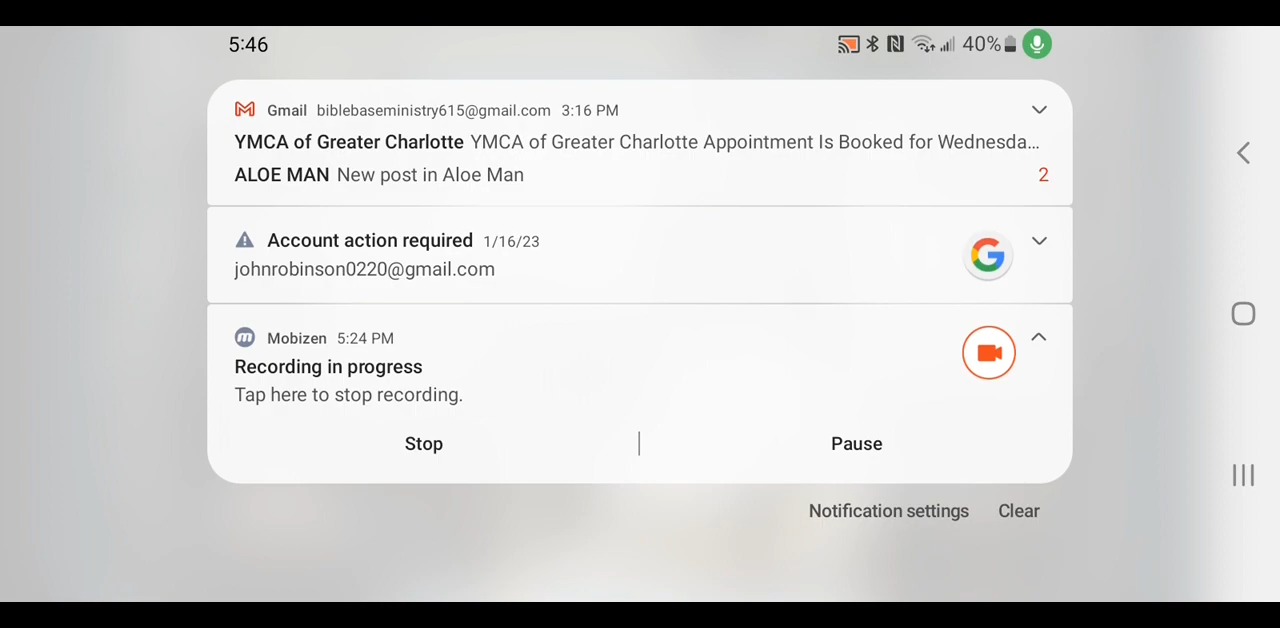 5:46 40%
Gmail biblebaseministry615@gmail.com 3:16 PM
YMCA of Greater Charlotte YMCA of Greater Charlotte Appointment Is Booked for Wednesda...
ALOE MAN New post in Aloe Man 2
Account action required 1/16/23
johnrobinson0220@gmail.com
Mobizen 5:24 PM
Recording in progress
Tap here to stop recording.
Stop | Pause
Notification settings Clear